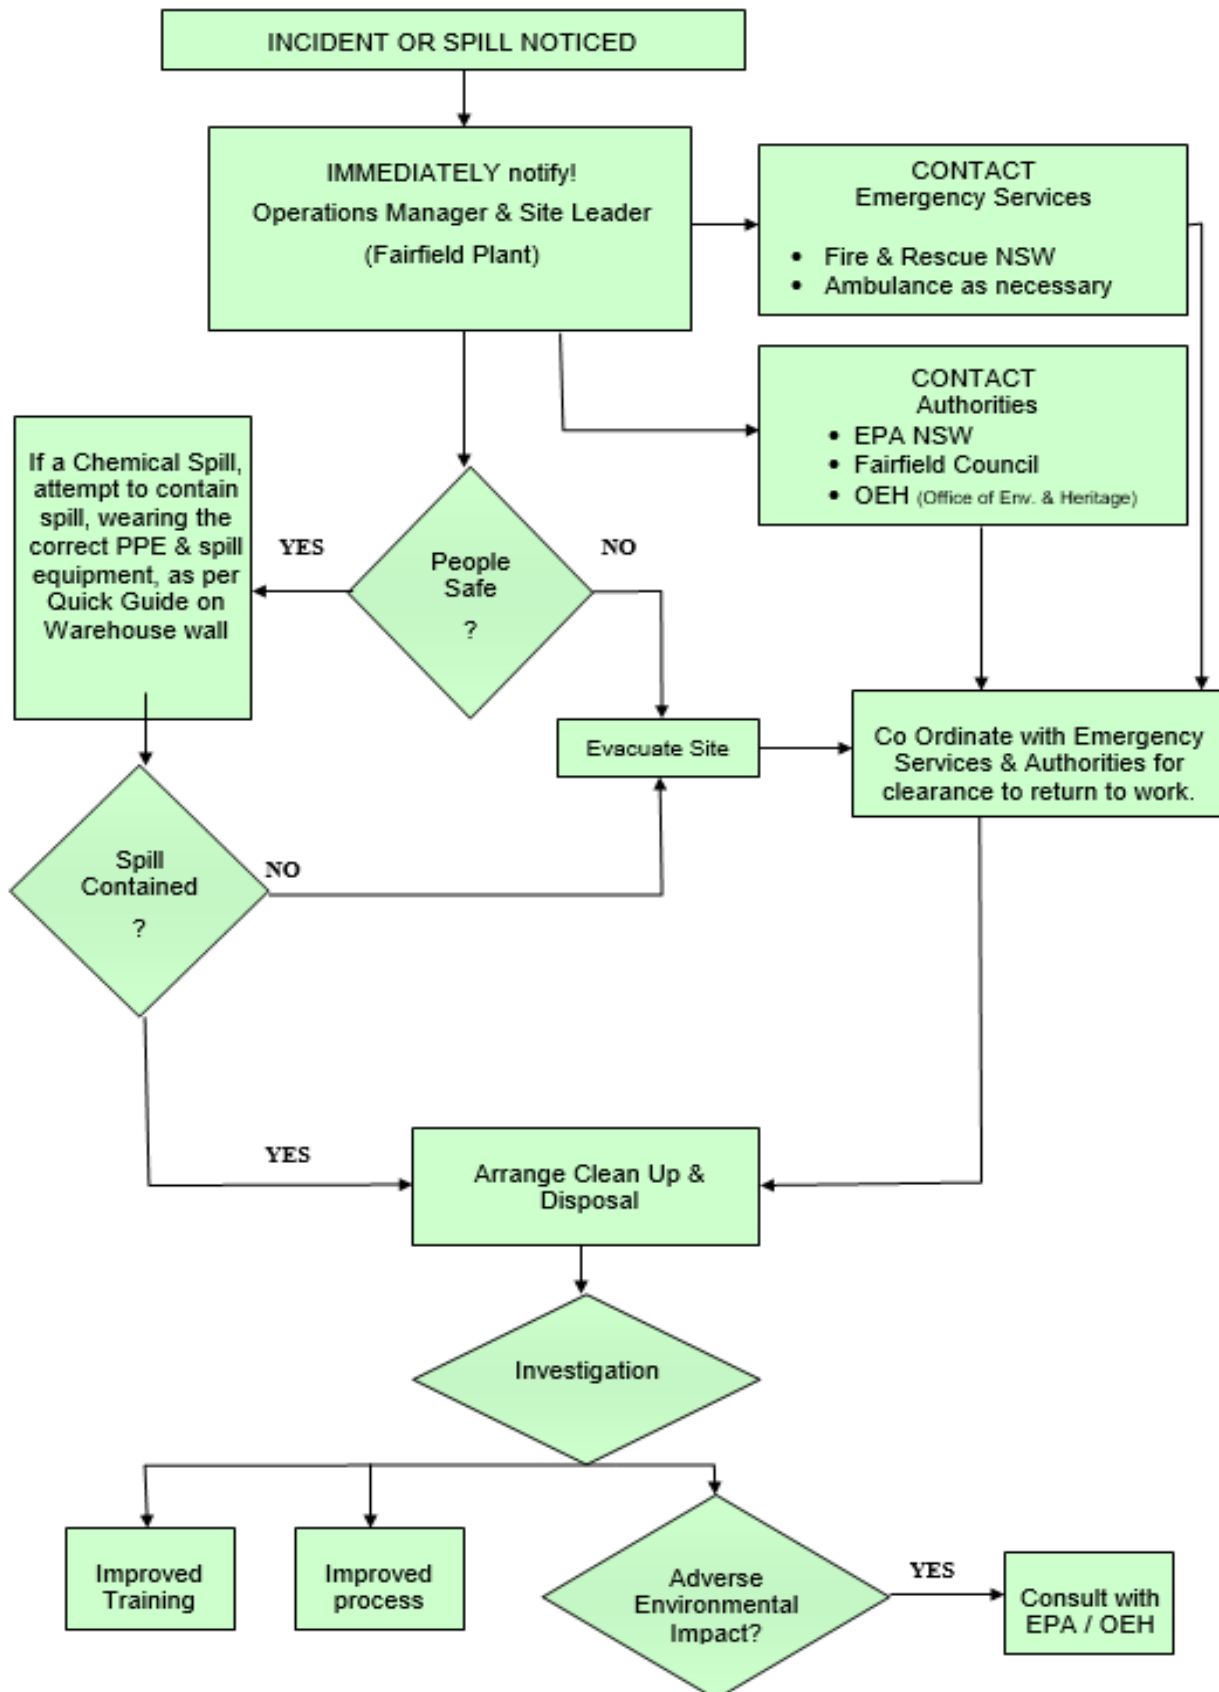 INCIDENT OR SPILL NOTICED
IMMEDIATELY notify!
Operations Manager & Site Leader
(Fairfield Plant)
CONTACT
Emergency Services
• Fire & Rescue NSW
• Ambulance as necessary
CONTACT
Authorities
• EPA NSW
• Fairfield Council
• OEH (Office of Env. & Heritage)
If a Chemical Spill,
attempt to contain
spill, wearing the
correct PPE & spill
equipment, as per
Quick Guide on
Warehouse wall
YES
People
Safe
?
NO
Evacuate Site
Co Ordinate with Emergency
Services & Authorities for
clearance to return to work.
Spill
Contained
?
NO
YES
Arrange Clean Up &
Disposal
Investigation
Improved
Training
Improved
process
Adverse
Environmental
Impact?
YES
Consult with
EPA / OEH